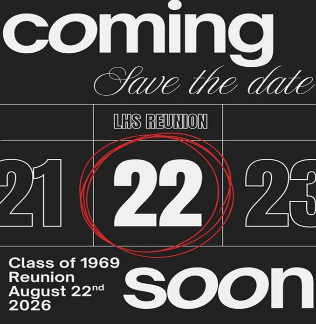 coming
Save the date
LHS REUNION
21 22 23
Class of 1969
Reunion
August 22nd
2026
soon